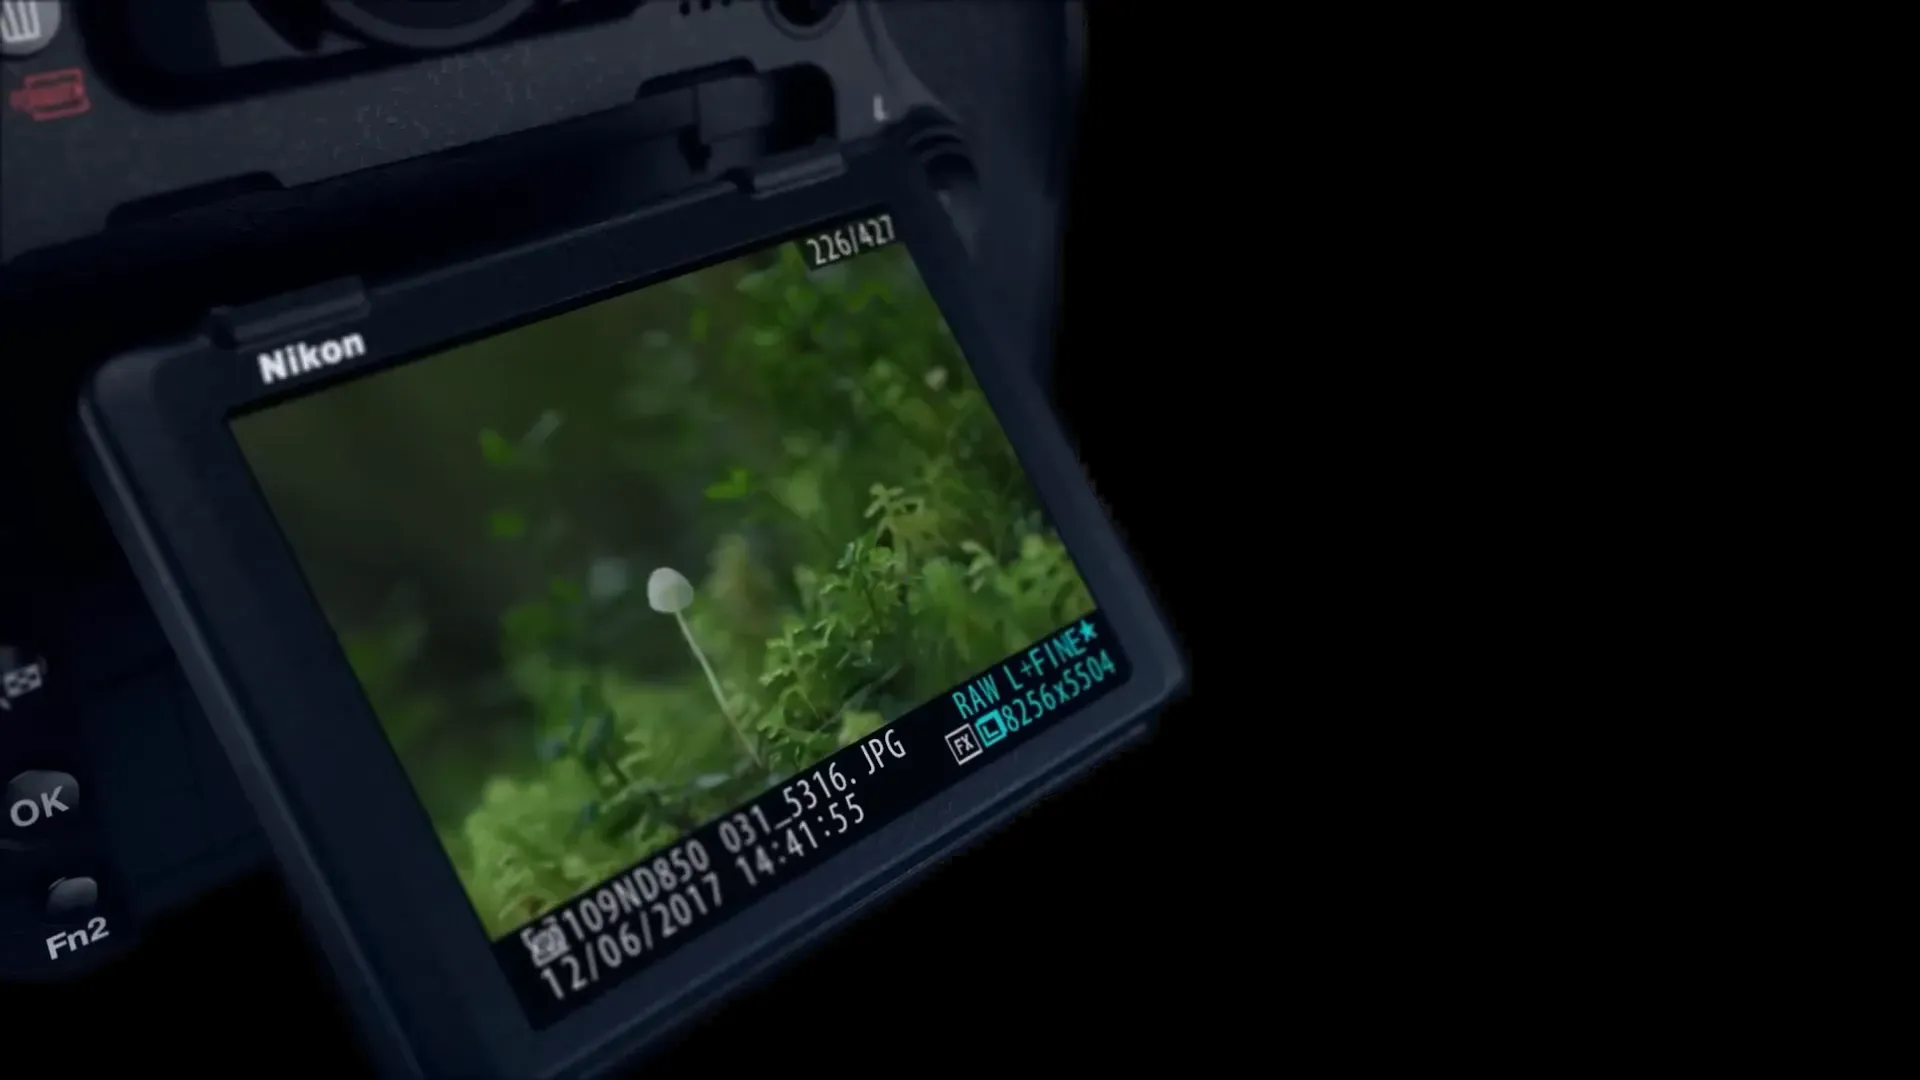 L
226/427
Nikon
RAW L+FINE★
FX L 8256x5504
109ND850 031_5316.JPG
12/06/2017 14:41:55
OK
Fn2